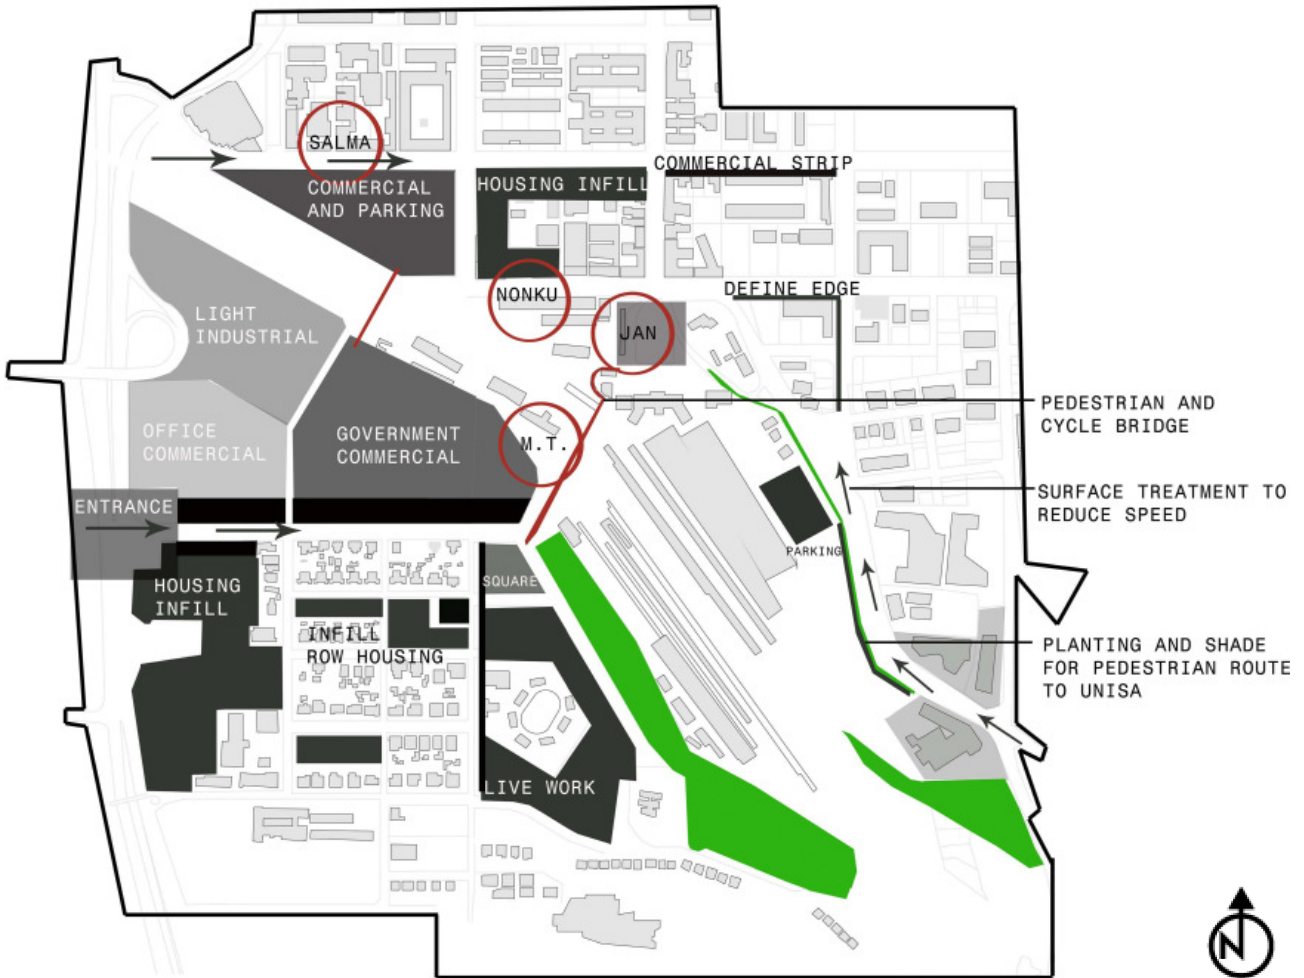 SALMA
COMMERCIAL
AND PARKING
HOUSING INFILL
COMMERCIAL STRIP
NONKU
DEFINE EDGE
JAN
LIGHT
INDUSTRIAL
PEDESTRIAN AND
CYCLE BRIDGE
OFFICE
COMMERCIAL
GOVERNMENT
COMMERCIAL
M.T.
ENTRANCE
SURFACE TREATMENT TO
REDUCE SPEED
PARKING
SQUARE
HOUSING
INFILL
INFILL
ROW HOUSING
PLANTING AND SHADE
FOR PEDESTRIAN ROUTE
TO UNISA
LIVE WORK
N